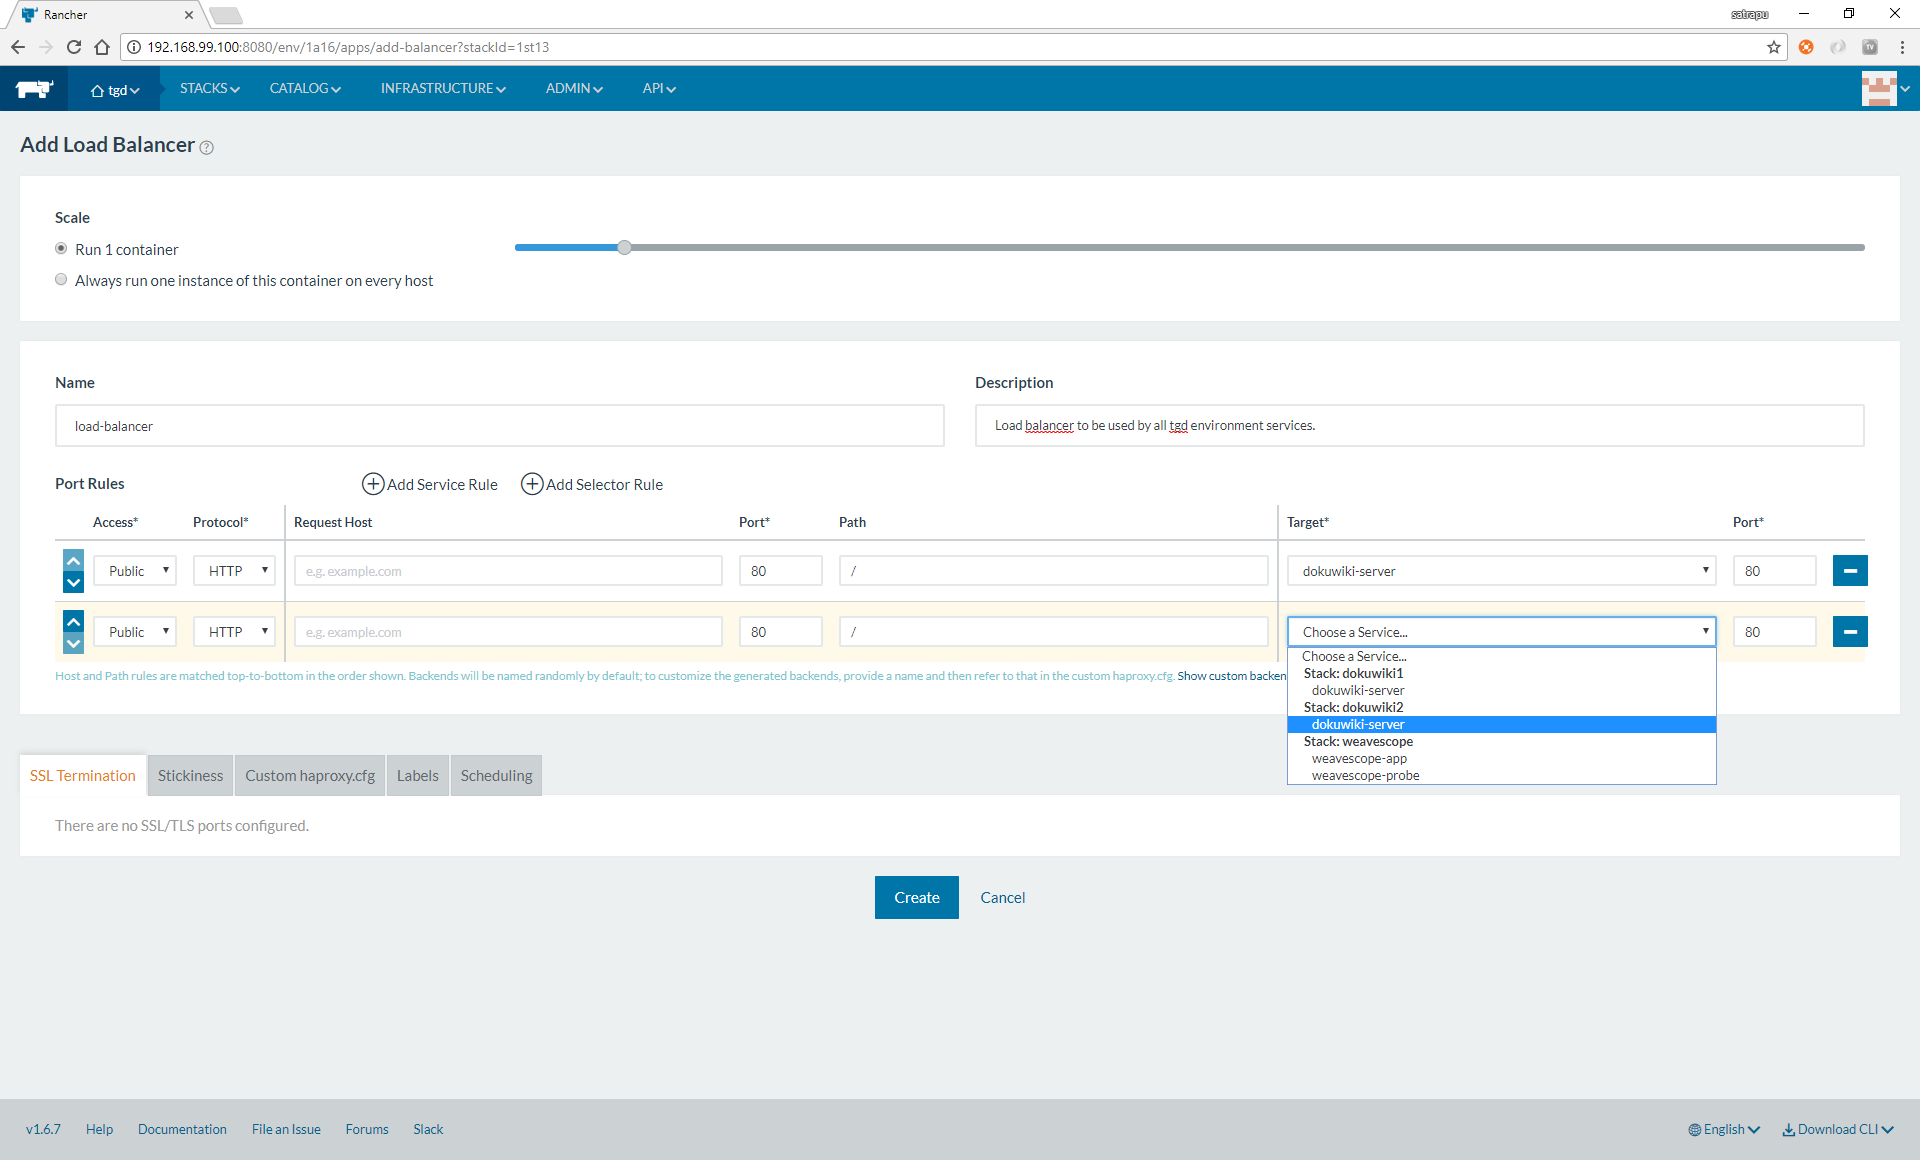 Rancher
satrapu
192.168.99.100:8080/env/1a16/apps/add-balancer?stackId=1st13
tgd STACKS CATALOG INFRASTRUCTURE ADMIN API
Add Load Balancer ?
Scale
Run 1 container
Always run one instance of this container on every host
Name Description
load-balancer Load balancer to be used by all tgd environment services.
Port Rules Add Service Rule Add Selector Rule
Access* Protocol* Request Host Port* Path Target* Port*
Public HTTP e.g. example.com 80 / dokuwiki-server 80
Public HTTP e.g. example.com 80 / Choose a Service... 80
Choose a Service...
Stack: dokuwiki1
dokuwiki-server
Stack: dokuwiki2
dokuwiki-server
Stack: weavescope
weavescope-app
weavescope-probe
Host and Path rules are matched top-to-bottom in the order shown. Backends will be named randomly by default; to customize the generated backends, provide a name and then refer to that in the custom haproxy.cfg. Show custom backen
SSL Termination Stickiness Custom haproxy.cfg Labels Scheduling
There are no SSL/TLS ports configured.
Create Cancel
v1.6.7 Help Documentation File an Issue Forums Slack English Download CLI